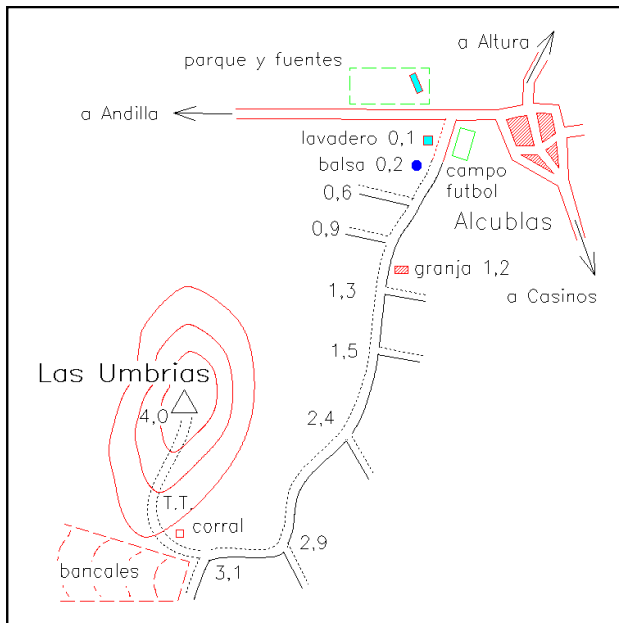 a Altura
parque y fuentes
a Andilla
lavadero 0,1
balsa 0,2
campo
futbol
0,6
Alcublas
0,9
granja 1,2
1,3
a Casinos
1,5
Las Umbrias
4,0
2,4
T.T.
corral
2,9
bancales
3,1